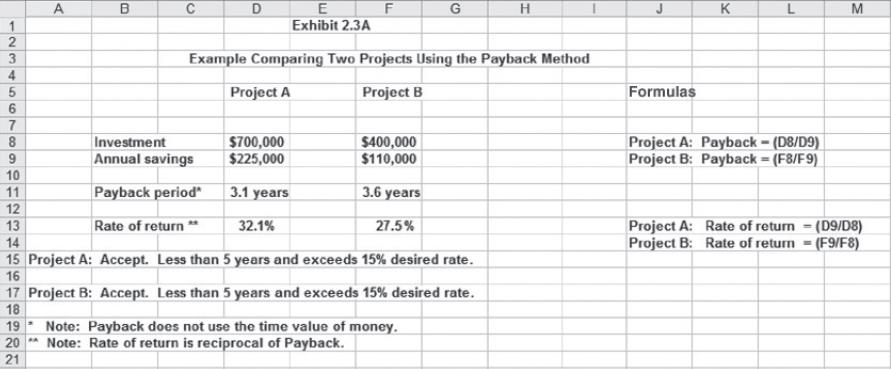 A B C D E F G H I J K L M
1 Exhibit 2.3A
2
3 Example Comparing Two Projects Using the Payback Method
4
5 Project A Project B Formulas
6
7
8 Investment $700,000 $400,000 Project A: Payback = (D8/D9)
9 Annual savings $225,000 $110,000 Project B: Payback = (F8/F9)
10
11 Payback period* 3.1 years 3.6 years
12
13 Rate of return ** 32.1% 27.5% Project A: Rate of return = (D9/D8)
14 Project B: Rate of return = (F9/F8)
15 Project A: Accept. Less than 5 years and exceeds 15% desired rate.
16
17 Project B: Accept. Less than 5 years and exceeds 15% desired rate.
18
19 * Note: Payback does not use the time value of money.
20 ** Note: Rate of return is reciprocal of Payback.
21